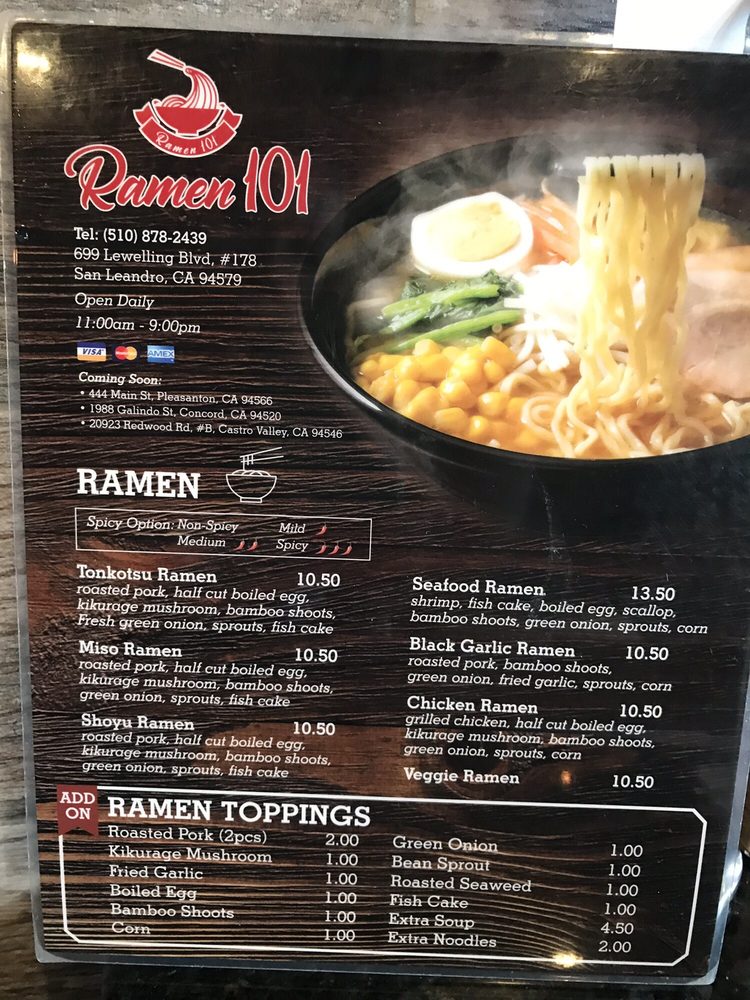 Ramen 101
Ramen 101
Tel: (510) 878-2439
699 Lewelling Blvd, #178
San Leandro, CA 94579
Open Daily
11:00am - 9:00pm
VISA MasterCard AMEX
Coming Soon:
• 444 Main St, Pleasanton, CA 94566
• 1988 Galindo St, Concord, CA 94520
• 20923 Redwood Rd, #B, Castro Valley, CA 94546
RAMEN
Spicy Option: Non-Spicy Mild
Medium Spicy
Tonkotsu Ramen 10.50
roasted pork, half cut boiled egg,
kikurage mushroom, bamboo shoots,
Fresh green onion, sprouts, fish cake
Miso Ramen 10.50
roasted pork, half cut boiled egg,
kikurage mushroom, bamboo shoots,
green onion, sprouts, fish cake
Shoyu Ramen 10.50
roasted pork, half cut boiled egg,
kikurage mushroom, bamboo shoots,
green onion, sprouts, fish cake
Seafood Ramen 13.50
shrimp, fish cake, boiled egg, scallop,
bamboo shoots, green onion, sprouts, corn
Black Garlic Ramen 10.50
roasted pork, bamboo shoots,
green onion, fried garlic, sprouts, corn
Chicken Ramen 10.50
grilled chicken, half cut boiled egg,
kikurage mushroom, bamboo shoots,
green onion, sprouts, corn
Veggie Ramen 10.50
ADD
ON
RAMEN TOPPINGS
Roasted Pork (2pcs) 2.00
Kikurage Mushroom 1.00
Fried Garlic 1.00
Boiled Egg 1.00
Bamboo Shoots 1.00
Corn 1.00
Green Onion 1.00
Bean Sprout 1.00
Roasted Seaweed 1.00
Fish Cake 1.00
Extra Soup 4.50
Extra Noodles 2.00